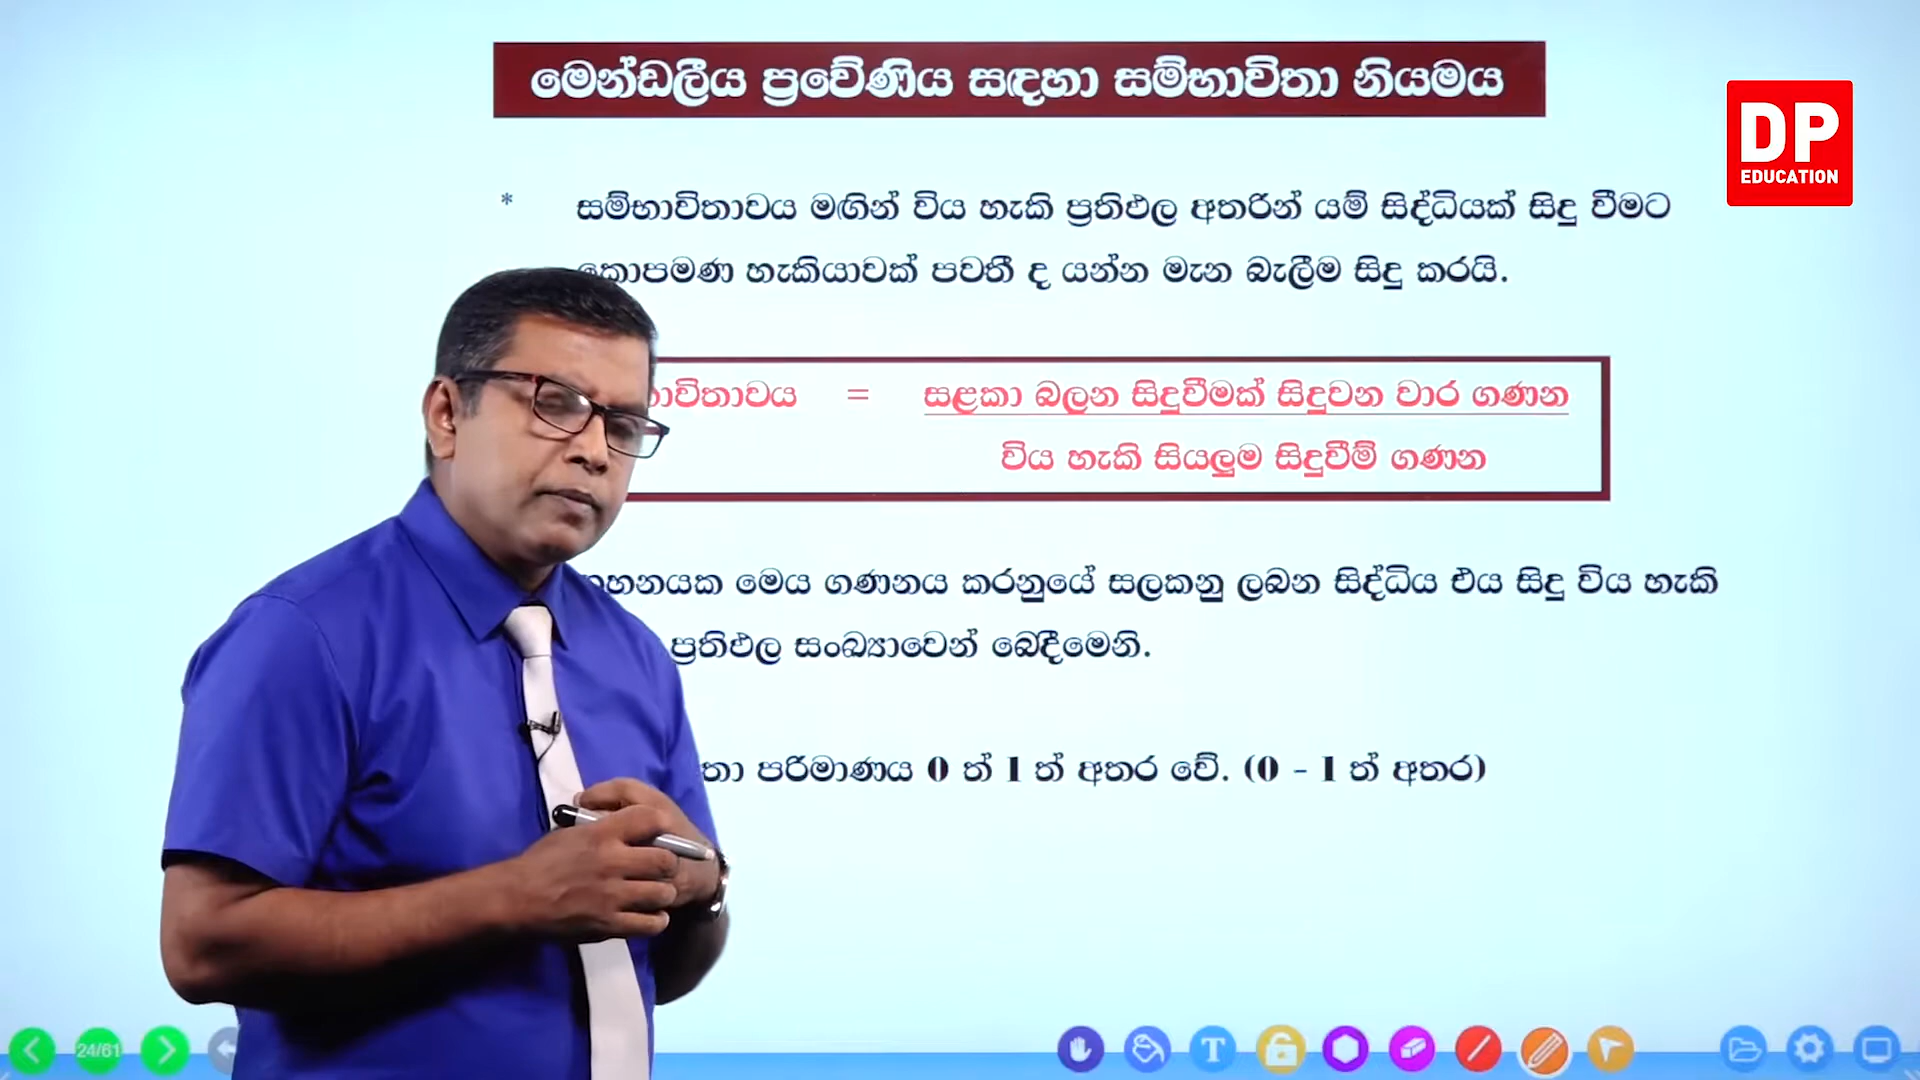 මෙන්ඩලීය ප්‍රවේණිය සඳහා සම්භාවිතා නියමය
DP
EDUCATION
* සම්භාවිතාවය මඟින් විය හැකි ප්‍රතිඵල අතරින් යම් සිද්ධියක් සිදු වීමට
කොපමණ හැකියාවක් පවතී ද යන්න මැන බැලීම සිදු කරයි.
= සළකා බලන සිදුවීමක් සිදුවන වාර ගණන
විය හැකි සියලුම සිදුවීම් ගණන
මෙය ගණනය කරනුයේ සලකනු ලබන සිද්ධිය එය සිදු විය හැකි
ප්‍රතිඵල සංඛ්‍යාවෙන් බෙදීමෙනි.
පරිමාණය 0 ත් 1 ත් අතර වේ. (0 - 1 ත් අතර)
24/61
T